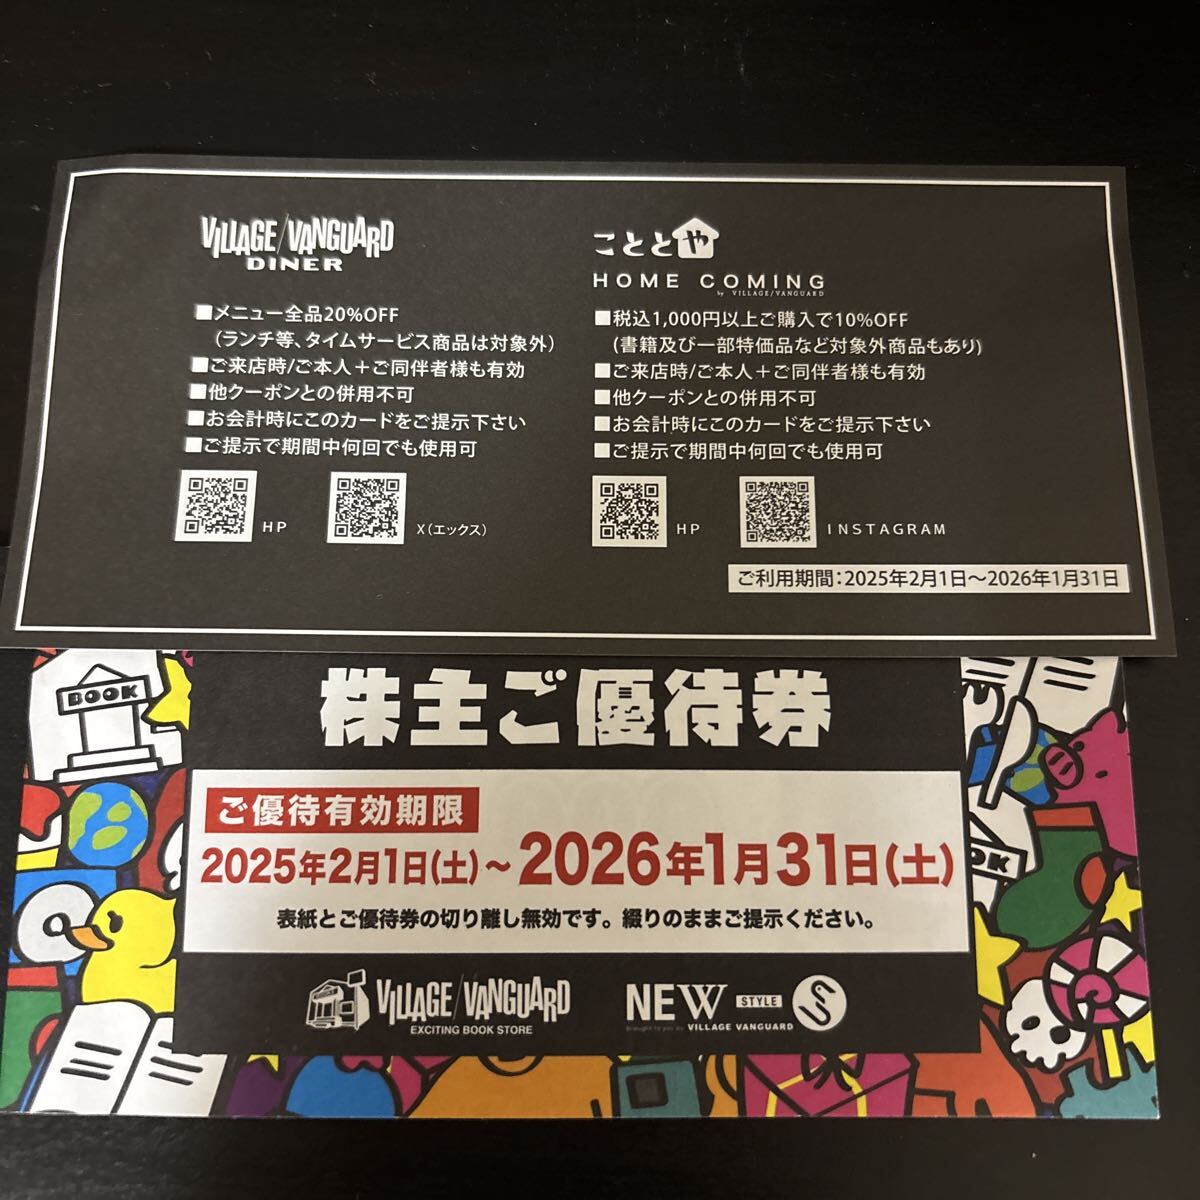 VILLAGE/VANGUARD
DINER
■メニュー全品20%OFF
(ランチ等、タイムサービス商品は対象外)
■ご来店時/ご本人＋ご同伴者様も有効
■他クーポンとの併用不可
■お会計時にこのカードをご提示下さい
■ご提示で期間中何回でも使用可
HP
X(エックス)
こととや
HOME COMING
by VILLAGE/VANGUARD
■税込1,000円以上ご購入で10%OFF
(書籍及び一部特価品など対象外商品もあり)
■ご来店時/ご本人＋ご同伴者様も有効
■他クーポンとの併用不可
■お会計時にこのカードをご提示下さい
■ご提示で期間中何回でも使用可
HP
INSTAGRAM
ご利用期間：2025年2月1日～2026年1月31日
BOOK
株主ご優待券
ご優待有効期限
2025年2月1日(土)～2026年1月31日(土)
表紙とご優待券の切り離し無効です。綴りのままご提示ください。
VILLAGE/VANGUARD
EXCITING BOOK STORE
NEW STYLE
Brought to you by VILLAGE VANGUARD